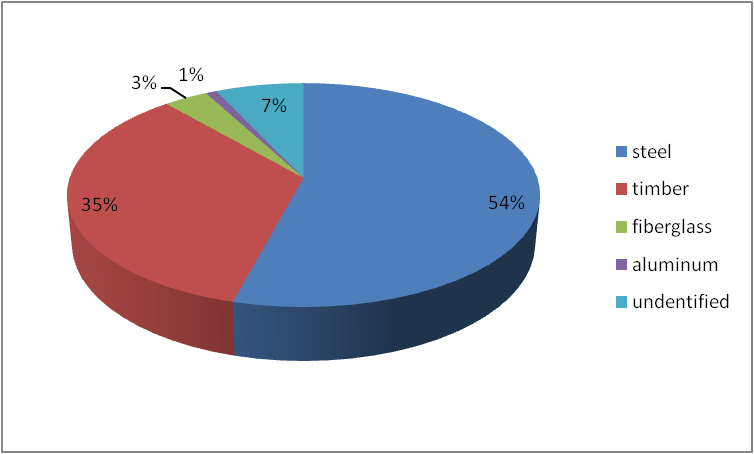 1%
3%
7%
35%
54%
steel
timber
fiberglass
aluminum
undentified